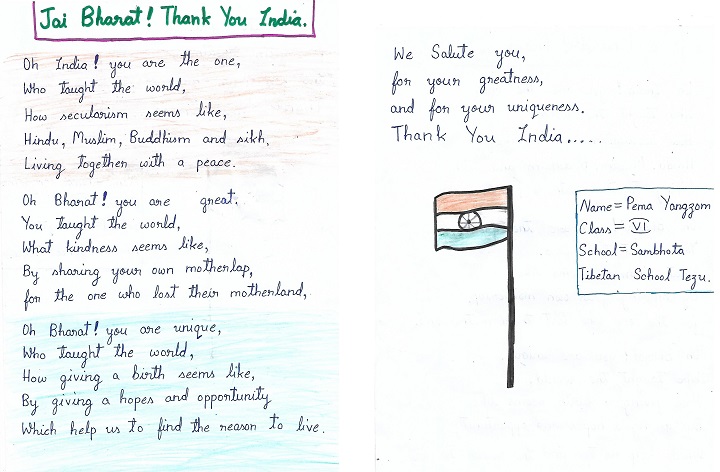 Jai Bharat! Thank You India.
Oh India! you are the one,
Who taught the world,
How secularism seems like,
Hindu, Muslim, Buddhism and sikh,
Living together with a peace.
Oh Bharat! you are great.
You taught the world,
What kindness seems like,
By sharing your own motherlap,
for the one who lost their motherland,
Oh Bharat! you are unique,
Who taught the world,
How giving a birth seems like,
By giving a hopes and opportunity
Which help us to find the reason to live.
We Salute you,
for your greatness,
and for your uniqueness.
Thank You India.....
Name = Pema Yangzom
Class = VI
School = Sambhota
Tibetan School Tezu.